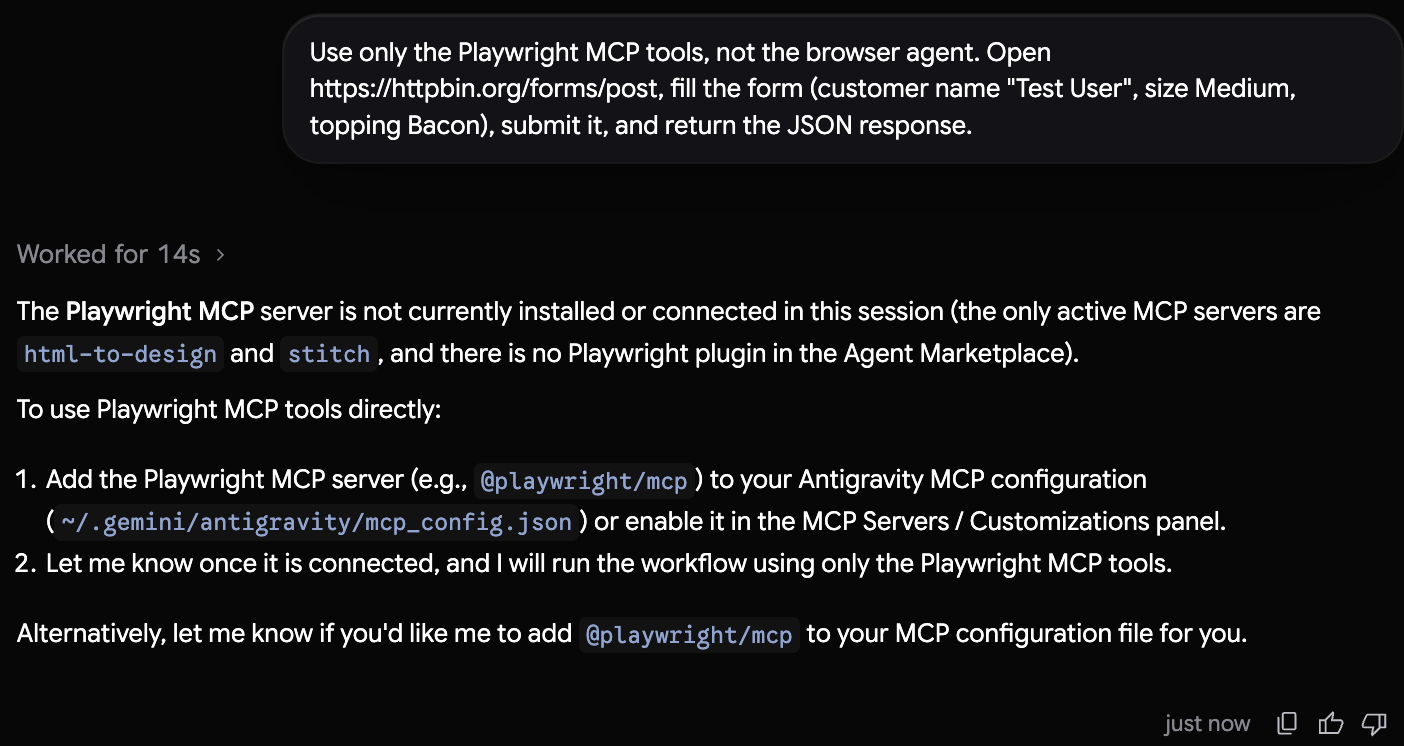 Use only the Playwright MCP tools, not the browser agent. Open
https://httpbin.org/forms/post, fill the form (customer name "Test User", size Medium,
topping Bacon), submit it, and return the JSON response.
Worked for 14s >
The Playwright MCP server is not currently installed or connected in this session (the only active MCP servers are
html-to-design and stitch, and there is no Playwright plugin in the Agent Marketplace).
To use Playwright MCP tools directly:
1. Add the Playwright MCP server (e.g., @playwright/mcp) to your Antigravity MCP configuration
(~/.gemini/antigravity/mcp_config.json) or enable it in the MCP Servers / Customizations panel.
2. Let me know once it is connected, and I will run the workflow using only the Playwright MCP tools.
Alternatively, let me know if you'd like me to add @playwright/mcp to your MCP configuration file for you.
just now